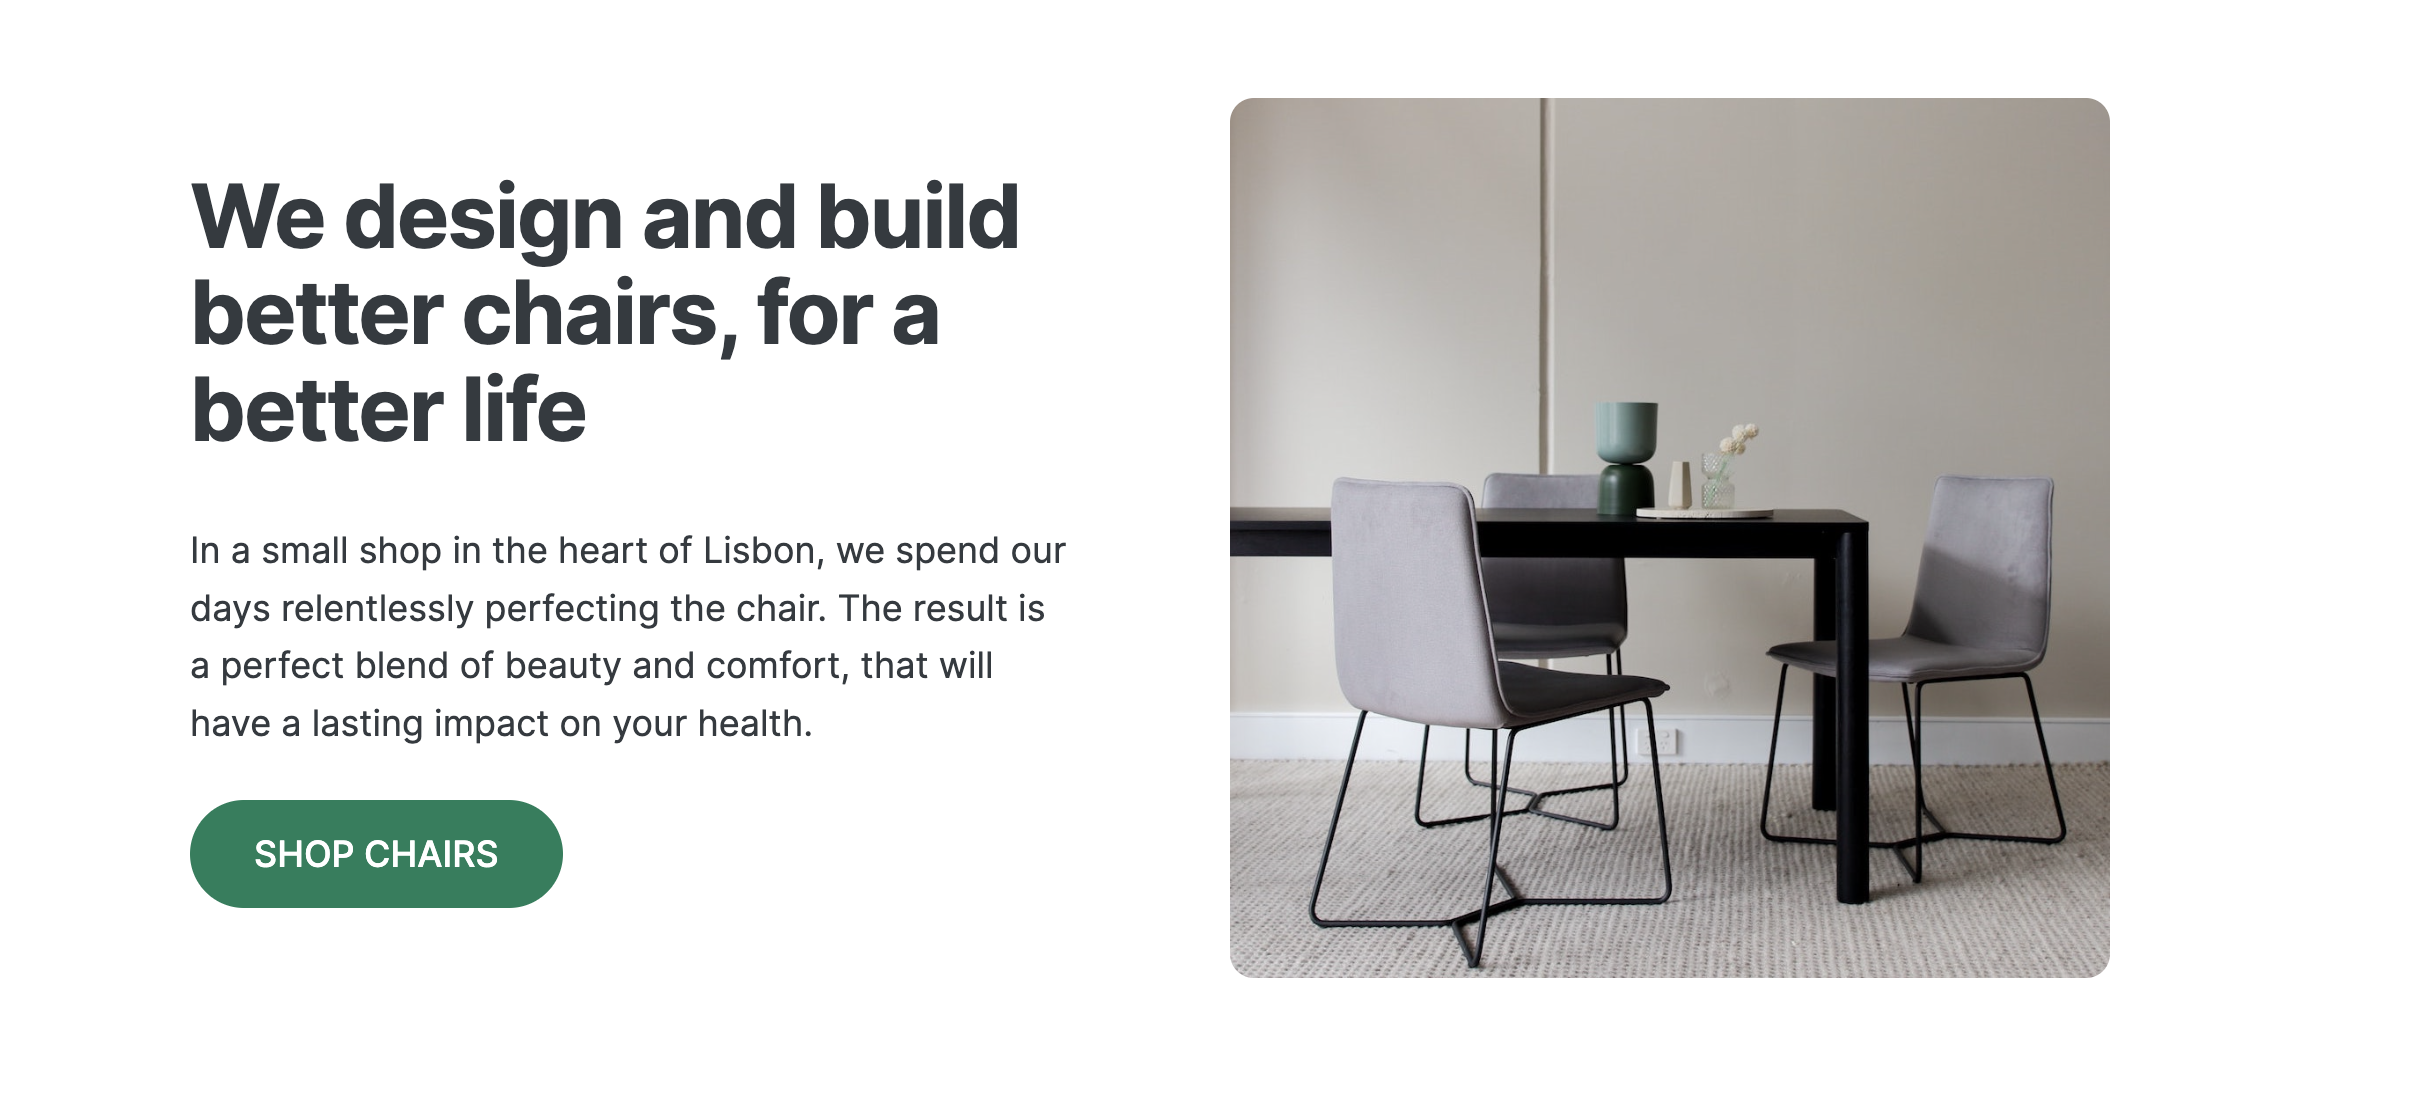 We design and build
better chairs, for a
better life
In a small shop in the heart of Lisbon, we spend our
days relentlessly perfecting the chair. The result is
a perfect blend of beauty and comfort, that will
have a lasting impact on your health.
SHOP CHAIRS